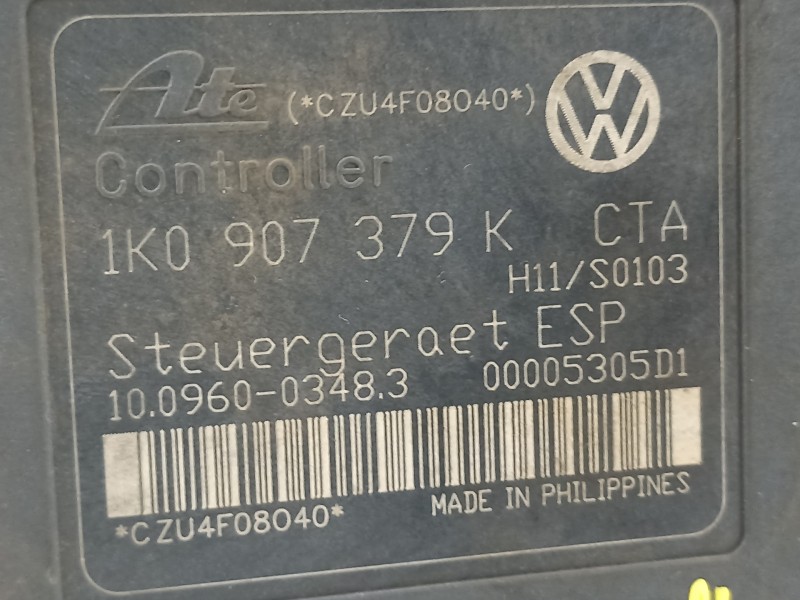 Ate (*CZU4F08040*)
Controller
1K0 907 379 K CTA
H11/S0103
Steuergeraet ESP
10.0960-0348.3 00005305D1
*CZU4F08040* MADE IN PHILIPPINES